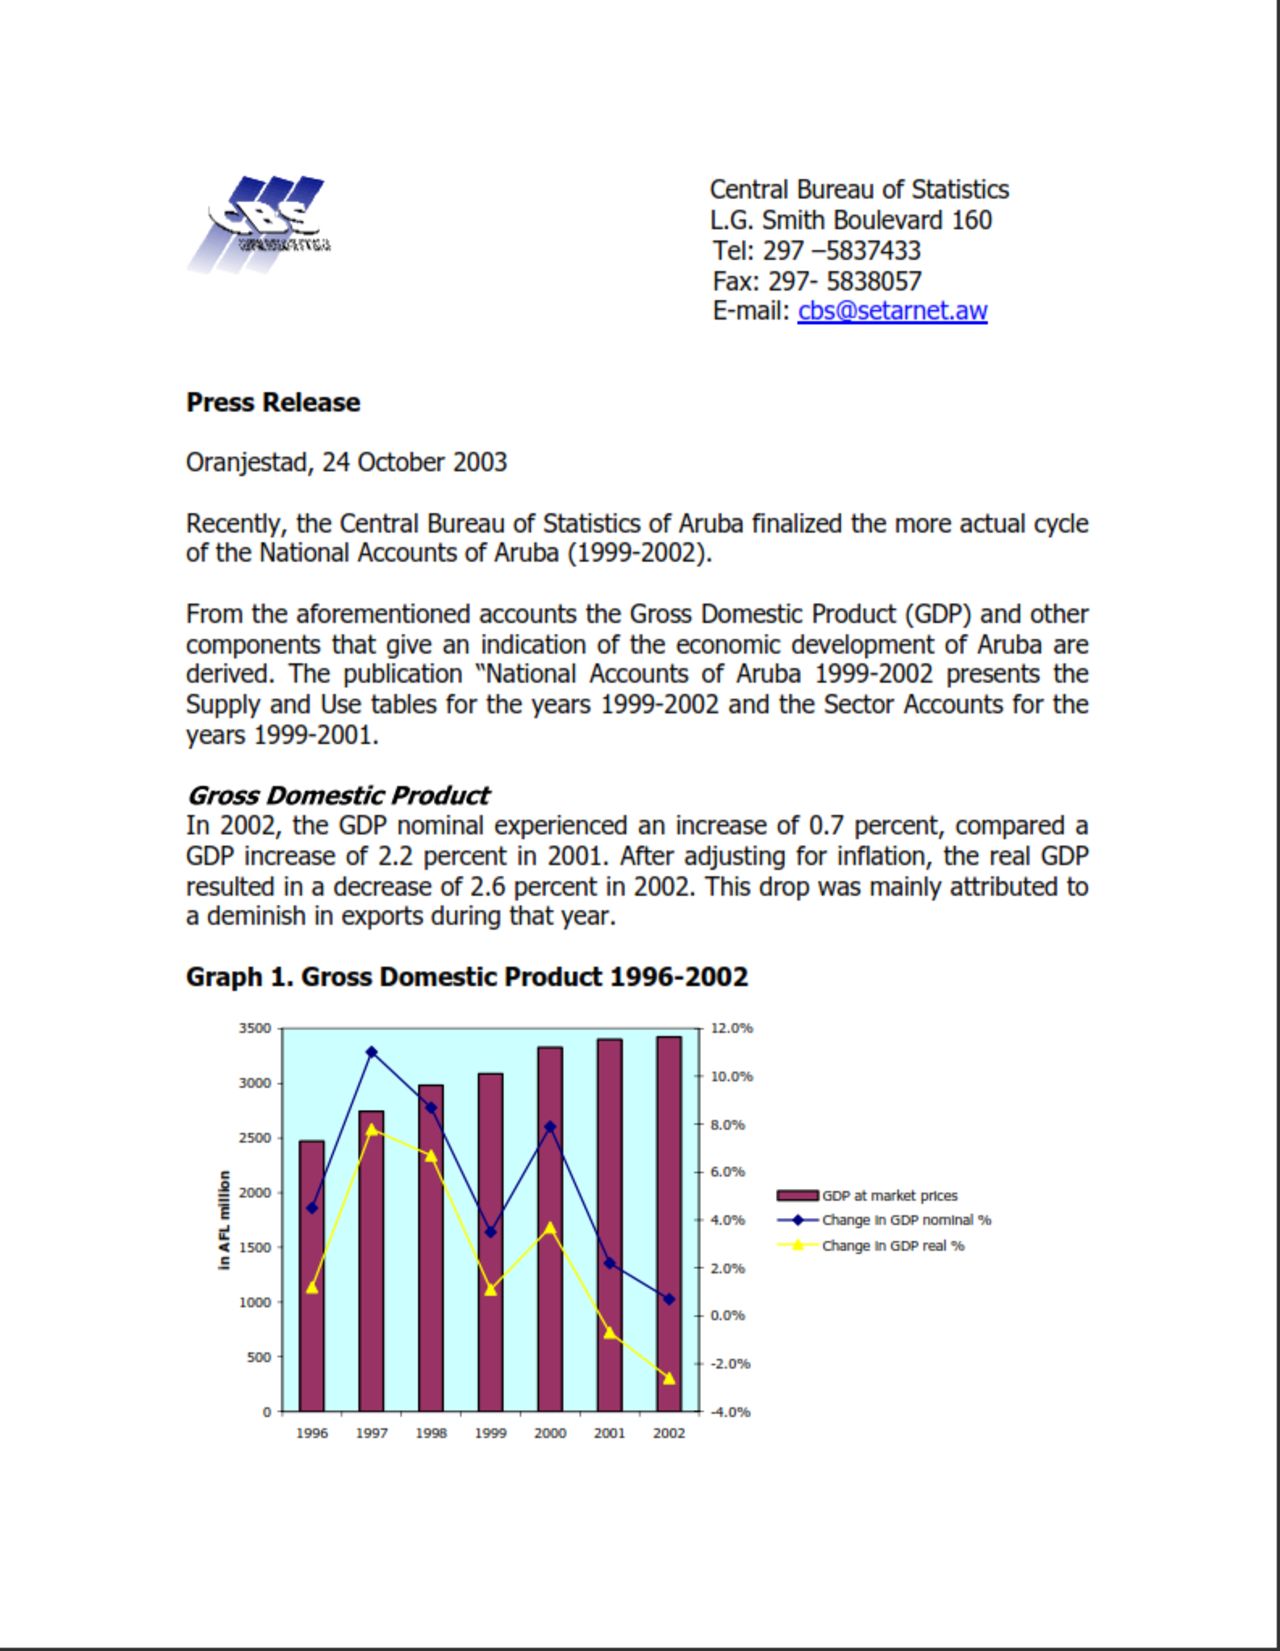 CBS
Central Bureau of Statistics
L.G. Smith Boulevard 160
Tel: 297 –5837433
Fax: 297- 5838057
E-mail: cbs@setarnet.aw
Press Release
Oranjestad, 24 October 2003
Recently, the Central Bureau of Statistics of Aruba finalized the more actual cycle
of the National Accounts of Aruba (1999-2002).
From the aforementioned accounts the Gross Domestic Product (GDP) and other
components that give an indication of the economic development of Aruba are
derived. The publication “National Accounts of Aruba 1999-2002 presents the
Supply and Use tables for the years 1999-2002 and the Sector Accounts for the
years 1999-2001.
Gross Domestic Product
In 2002, the GDP nominal experienced an increase of 0.7 percent, compared a
GDP increase of 2.2 percent in 2001. After adjusting for inflation, the real GDP
resulted in a decrease of 2.6 percent in 2002. This drop was mainly attributed to
a deminish in exports during that year.
Graph 1. Gross Domestic Product 1996-2002
in AFL million
3500
3000
2500
2000
1500
1000
500
0
12.0%
10.0%
8.0%
6.0%
4.0%
2.0%
0.0%
-2.0%
-4.0%
1996 1997 1998 1999 2000 2001 2002
GDP at market prices
Change in GDP nominal %
Change in GDP real %